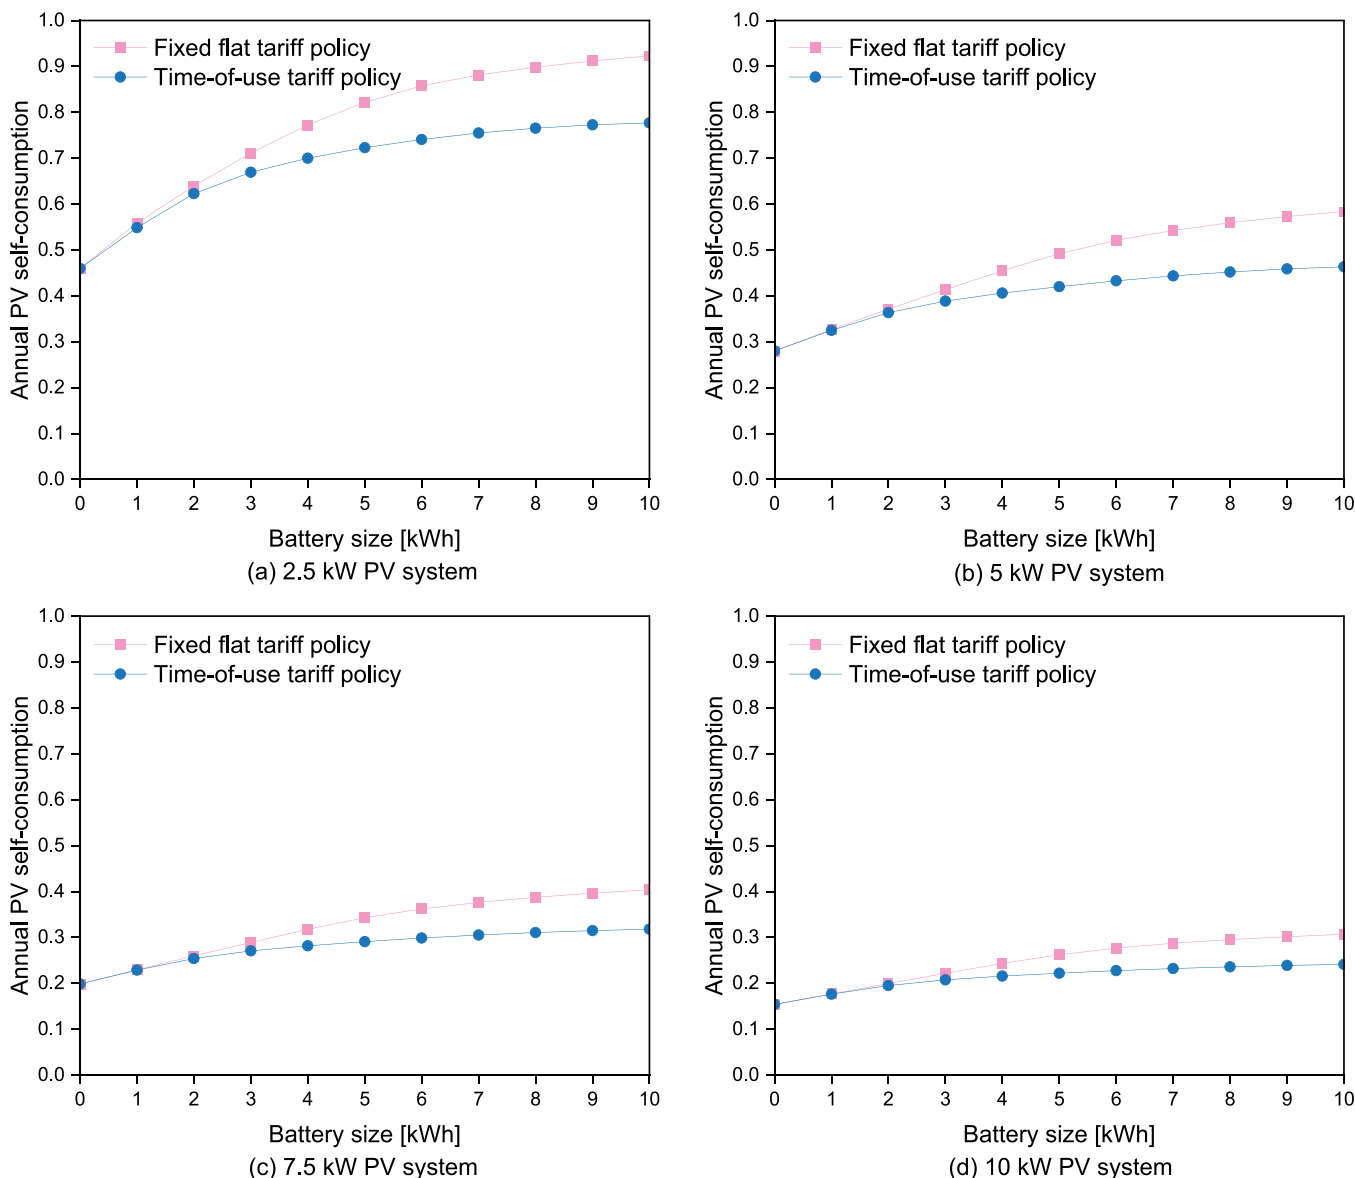 1.0
Fixed flat tariff policy
0.9
Time-of-use tariff policy
0.8
0.7
0.6
0.5
0.4
0.3
0.2
0.1
0.0
Annual PV self-consumption
0 1 2 3 4 5 6 7 8 9 10
Battery size [kWh]
(a) 2.5 kW PV system
1.0
Fixed flat tariff policy
0.9
Time-of-use tariff policy
0.8
0.7
0.6
0.5
0.4
0.3
0.2
0.1
0.0
Annual PV self-consumption
0 1 2 3 4 5 6 7 8 9 10
Battery size [kWh]
(b) 5 kW PV system
1.0
Fixed flat tariff policy
0.9
Time-of-use tariff policy
0.8
0.7
0.6
0.5
0.4
0.3
0.2
0.1
0.0
Annual PV self-consumption
0 1 2 3 4 5 6 7 8 9 10
Battery size [kWh]
(c) 7.5 kW PV system
1.0
Fixed flat tariff policy
0.9
Time-of-use tariff policy
0.8
0.7
0.6
0.5
0.4
0.3
0.2
0.1
0.0
Annual PV self-consumption
0 1 2 3 4 5 6 7 8 9 10
Battery size [kWh]
(d) 10 kW PV system